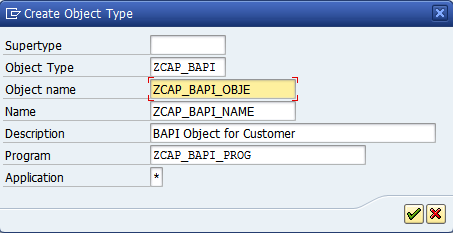 Create Object Type
Supertype
Object Type ZCAP_BAPI
Object name ZCAP_BAPI_OBJE
Name ZCAP_BAPI_NAME
Description BAPI Object for Customer
Program ZCAP_BAPI_PROG
Application *